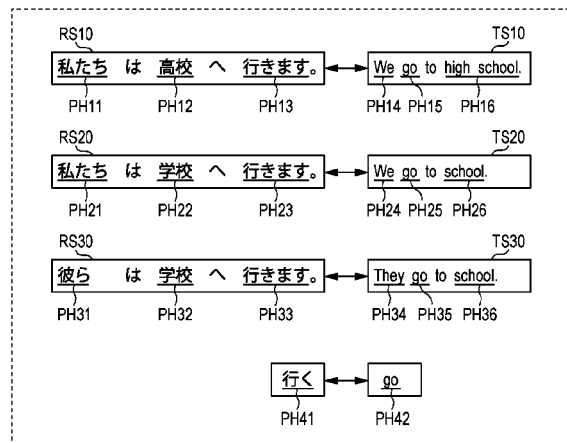 RS10 TS10
私たち は 高校 へ 行きます。 We go to high school.
PH11 PH12 PH13 PH14 PH15 PH16
RS20 TS20
私たち は 学校 へ 行きます。 We go to school.
PH21 PH22 PH23 PH24 PH25 PH26
RS30 TS30
彼ら は 学校 へ 行きます。 They go to school.
PH31 PH32 PH33 PH34 PH35 PH36
行く go
PH41 PH42